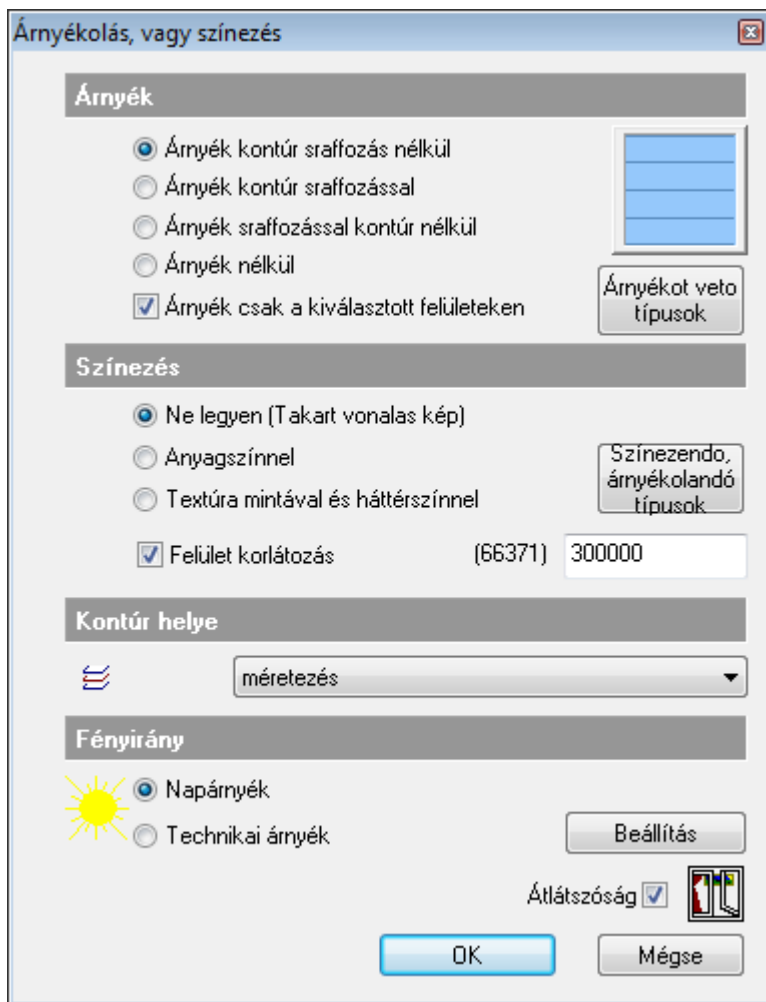 Árnyékolás, vagy színezés
Árnyék
Árnyék kontúr sraffozás nélkül
Árnyék kontúr sraffozással
Árnyék sraffozással kontúr nélkül
Árnyék nélkül
Árnyék csak a kiválasztott felületeken
Árnyékot veto
típusok
Színezés
Ne legyen (Takart vonalas kép)
Anyagszínnel
Textúra mintával és háttérszínnel
Színezendo,
árnyékolandó
típusok
Felület korlátozás (66371) 300000
Kontúr helye
méretezés
Fényirány
Napárnyék
Technikai árnyék
Beállítás
Átlátszóság
OK
Mégse